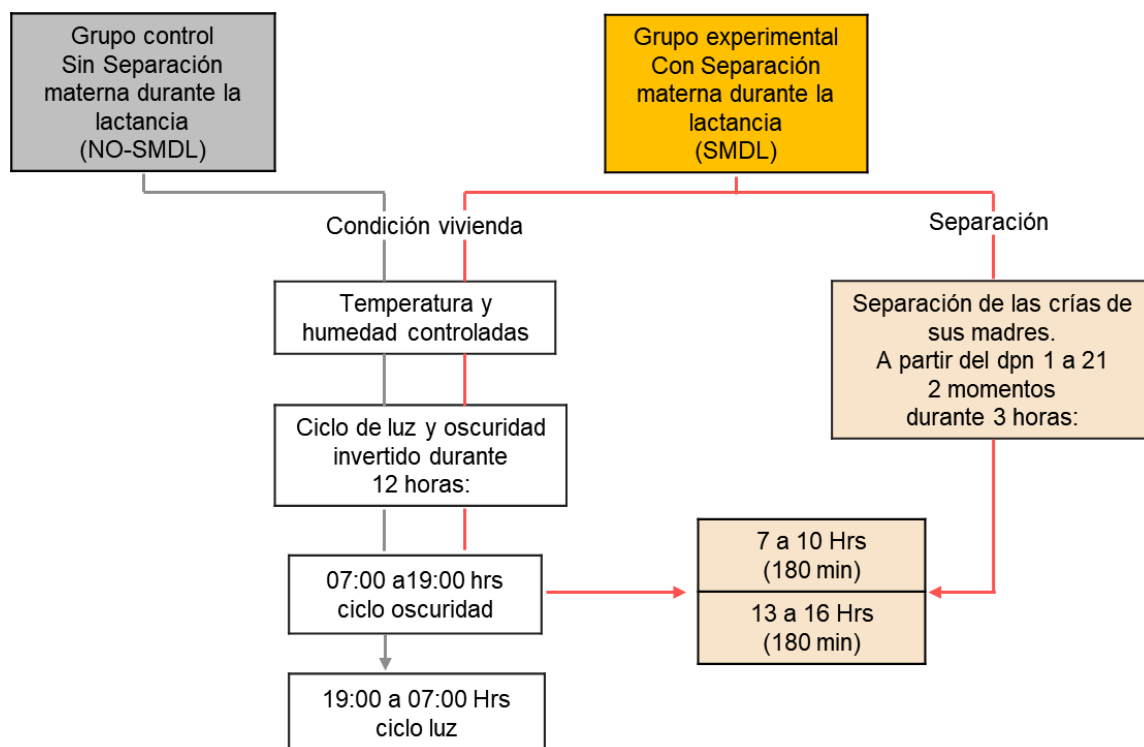 Grupo control
Sin Separación
materna durante la
lactancia
(NO-SMDL)
Grupo experimental
Con Separación
materna durante la
lactancia
(SMDL)
Condición vivienda
Separación
Temperatura y
humedad controladas
Separación de las crías de
sus madres.
A partir del dpn 1 a 21
2 momentos
durante 3 horas:
Ciclo de luz y oscuridad
invertido durante
12 horas:
7 a 10 Hrs
(180 min)
07:00 a19:00 hrs
ciclo oscuridad
13 a 16 Hrs
(180 min)
19:00 a 07:00 Hrs
ciclo luz